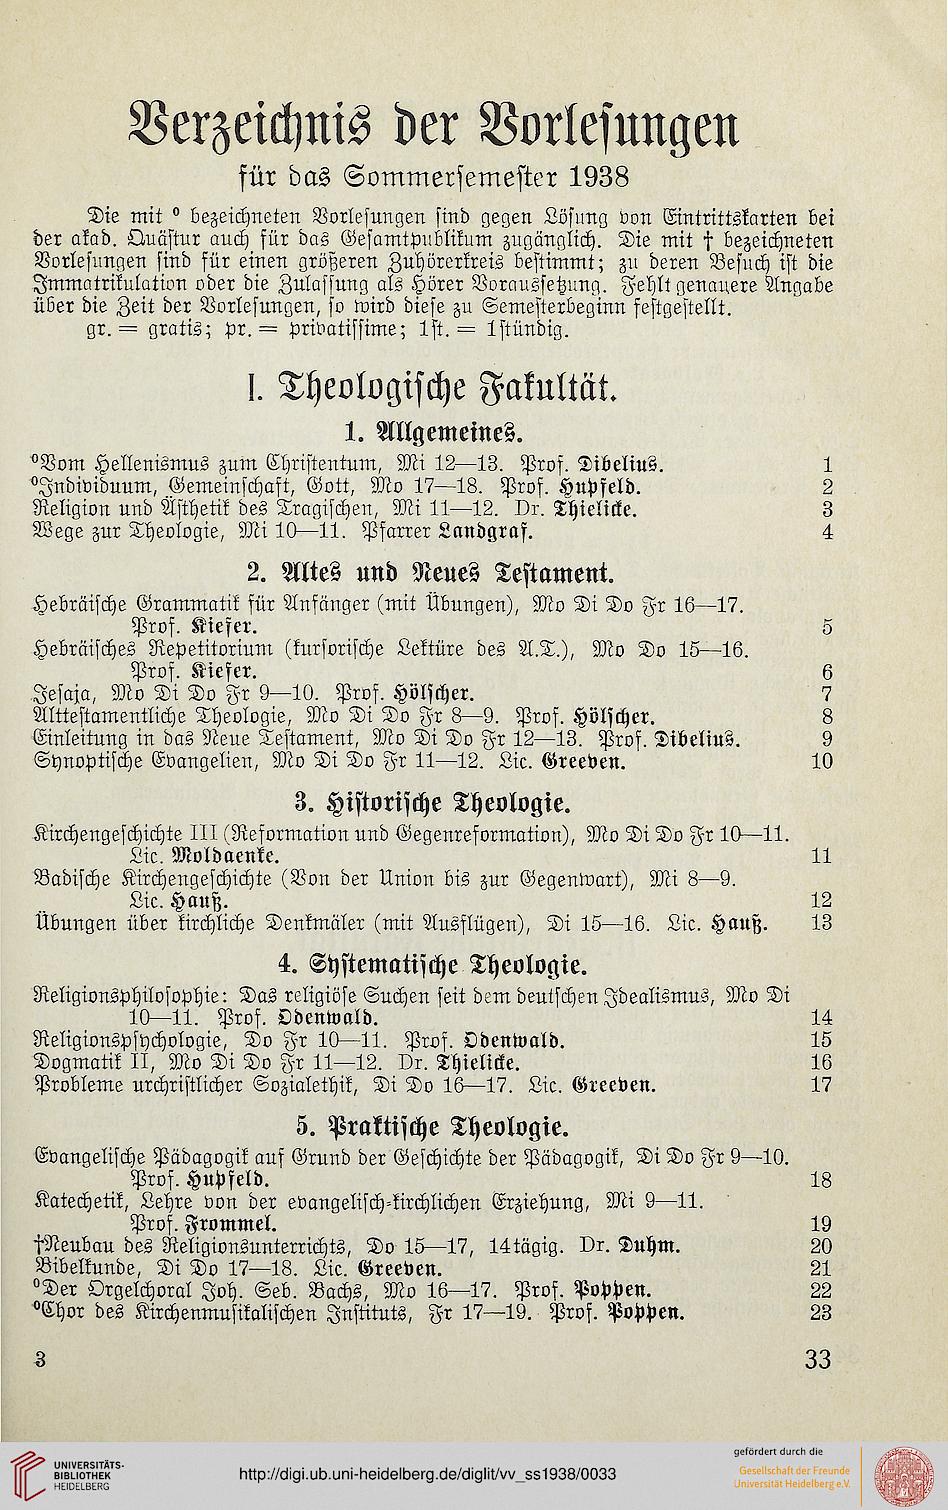 Verzeichnis der Vorlesungen
für das Sommersemester 1938
Die mit ⁰ bezeichneten Vorlesungen sind gegen Lösung von Eintrittskarten bei
der akad. Quästur auch für das Gesamtpublikum zugänglich. Die mit † bezeichneten
Vorlesungen sind für einen größeren Zuhörerkreis bestimmt; zu deren Besuch ist die
Immatrikulation oder die Zulassung als Hörer Voraussetzung. Fehlt genauere Angabe
über die Zeit der Vorlesungen, so wird diese zu Semesterbeginn festgestellt.
gr. = gratis; pr. = privatissime; 1st. = 1stündig.
I. Theologische Fakultät.
1. Allgemeines.
⁰Vom Hellenismus zum Christentum, Mi 12—13. Prof. Dibelius. 1
⁰Individuum, Gemeinschaft, Gott, Mo 17—18. Prof. Hupfeld. 2
Religion und Ästhetik des Tragischen, Mi 11—12. Dr. Thielicke. 3
Wege zur Theologie, Mi 10—11. Pfarrer Landgraf. 4
2. Altes und Neues Testament.
Hebräische Grammatik für Anfänger (mit Übungen), Mo Di Do Fr 16—17.
Prof. Kiefer. 5
Hebräisches Repetitorium (kursorische Lektüre des A.T.), Mo Do 15—16.
Prof. Kiefer. 6
Jesaja, Mo Di Do Fr 9—10. Prof. Hölscher. 7
Alttestamentliche Theologie, Mo Di Do Fr 8—9. Prof. Hölscher. 8
Einleitung in das Neue Testament, Mo Di Do Fr 12—13. Prof. Dibelius. 9
Synoptische Evangelien, Mo Di Do Fr 11—12. Lic. Greeven. 10
3. Historische Theologie.
Kirchengeschichte III (Reformation und Gegenreformation), Mo Di Do Fr 10—11.
Lic. Moldaenke. 11
Badische Kirchengeschichte (Von der Union bis zur Gegenwart), Mi 8—9.
Lic. Hauß. 12
Übungen über kirchliche Denkmäler (mit Ausflügen), Di 15—16. Lic. Hauß. 13
4. Systematische Theologie.
Religionsphilosophie: Das religiöse Suchen seit dem deutschen Idealismus, Mo Di
10—11. Prof. Odenwald. 14
Religionspsychologie, Do Fr 10—11. Prof. Odenwald. 15
Dogmatik II, Mo Di Do Fr 11—12. Dr. Thielicke. 16
Probleme urchristlicher Sozialethik, Di Do 16—17. Lic. Greeven. 17
5. Praktische Theologie.
Evangelische Pädagogik auf Grund der Geschichte der Pädagogik, Di Do Fr 9—10.
Prof. Hupfeld. 18
Katechetik, Lehre von der evangelisch-kirchlichen Erziehung, Mi 9—11.
Prof. Frommel. 19
†Neubau des Religionsunterrichts, Do 15—17, 14tägig. Dr. Duhm. 20
Bibelkunde, Di Do 17—18. Lic. Greeven. 21
⁰Der Orgelchoral Joh. Seb. Bachs, Mo 16—17. Prof. Poppen. 22
⁰Chor des Kirchenmusikalischen Instituts, Fr 17—19. Prof. Poppen. 23
3 33
UNIVERSITÄTS-
BIBLIOTHEK
HEIDELBERG
http://digi.ub.uni-heidelberg.de/diglit/vv_ss1938/0033
gefördert durch die
Gesellschaft der Freunde
Universität Heidelberg e.V.